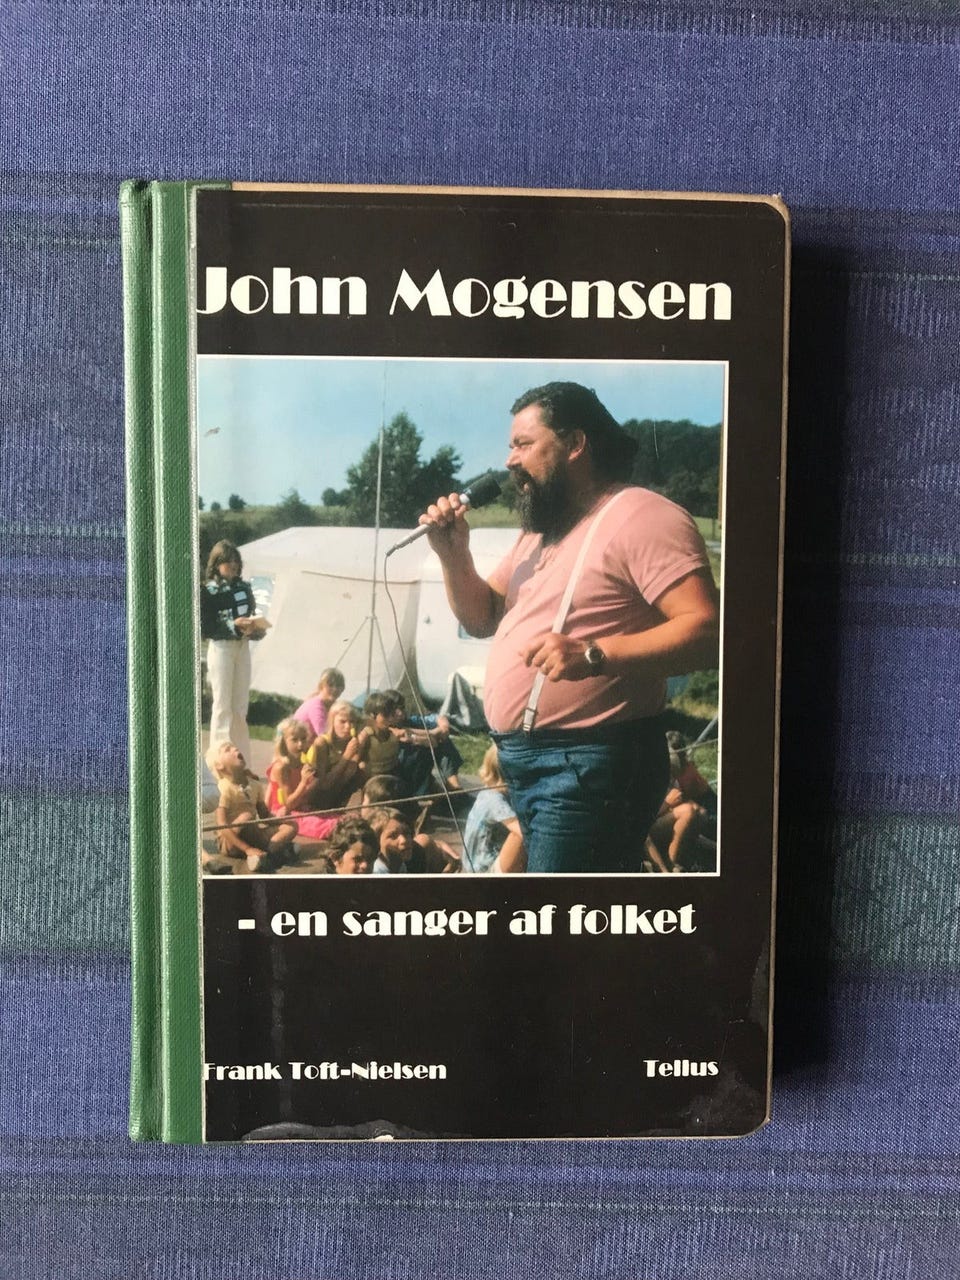 John Mogensen
- en sanger af folket
Frank Toft-Nielsen
Tellus